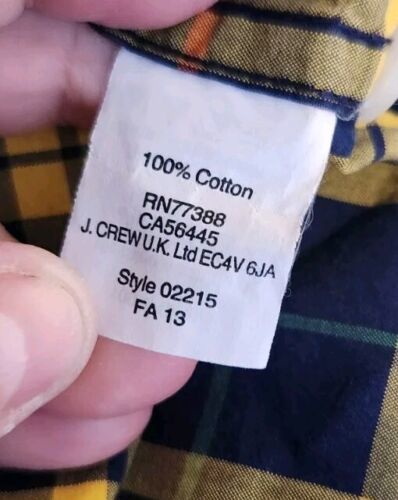 100% Cotton
RN77388
CA56445
J. CREW U.K. Ltd EC4V 6JA
Style 02215
FA 13